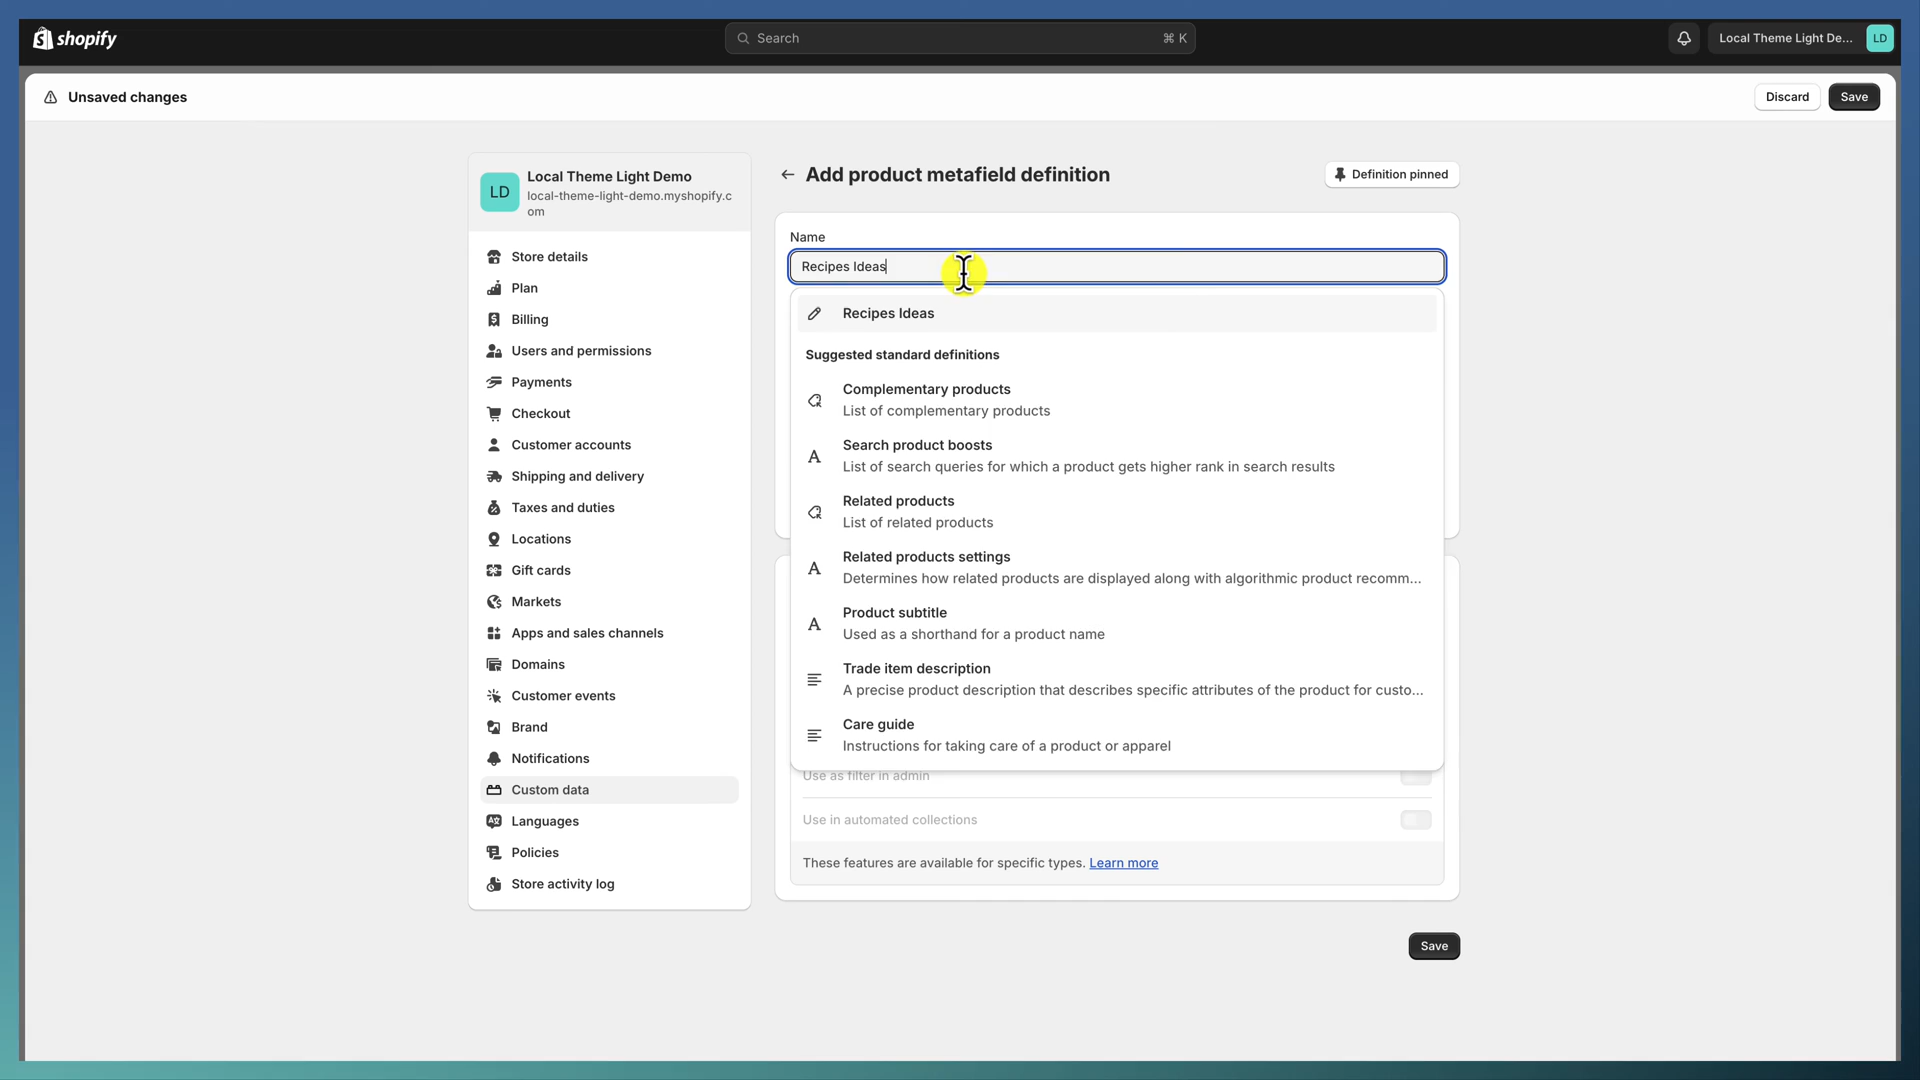 shopify
Search
⌘ K
Local Theme Light De...
LD
Unsaved changes
Discard
Save
LD
Local Theme Light Demo
local-theme-light-demo.myshopify.c
om
Store details
Plan
Billing
Users and permissions
Payments
Checkout
Customer accounts
Shipping and delivery
Taxes and duties
Locations
Gift cards
Markets
Apps and sales channels
Domains
Customer events
Brand
Notifications
Custom data
Languages
Policies
Store activity log
Add product metafield definition
Definition pinned
Name
Recipes Ideas
Recipes Ideas
Suggested standard definitions
Complementary products
List of complementary products
Search product boosts
List of search queries for which a product gets higher rank in search results
Related products
List of related products
Related products settings
Determines how related products are displayed along with algorithmic product recomm...
Product subtitle
Used as a shorthand for a product name
Trade item description
A precise product description that describes specific attributes of the product for custo...
Care guide
Instructions for taking care of a product or apparel
Use as filter in admin
Use in automated collections
These features are available for specific types. Learn more
Save